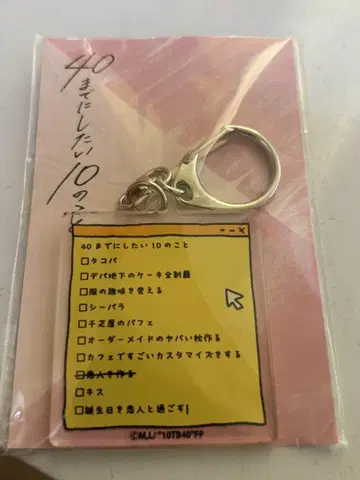 40までにしたい10のこと
40までにしたい10のこと
□タコパ
□デパ地下のケーキ全制覇
□服の趣味を変える
□シーパラ
□千疋屋のパフェ
□オーダーメイドのヤバい枕作る
□カフェですごいカスタマイズをする
□恋人を作る
□キス
□誕生日を恋人と過ごす|
©M,L/"10TB40"FP